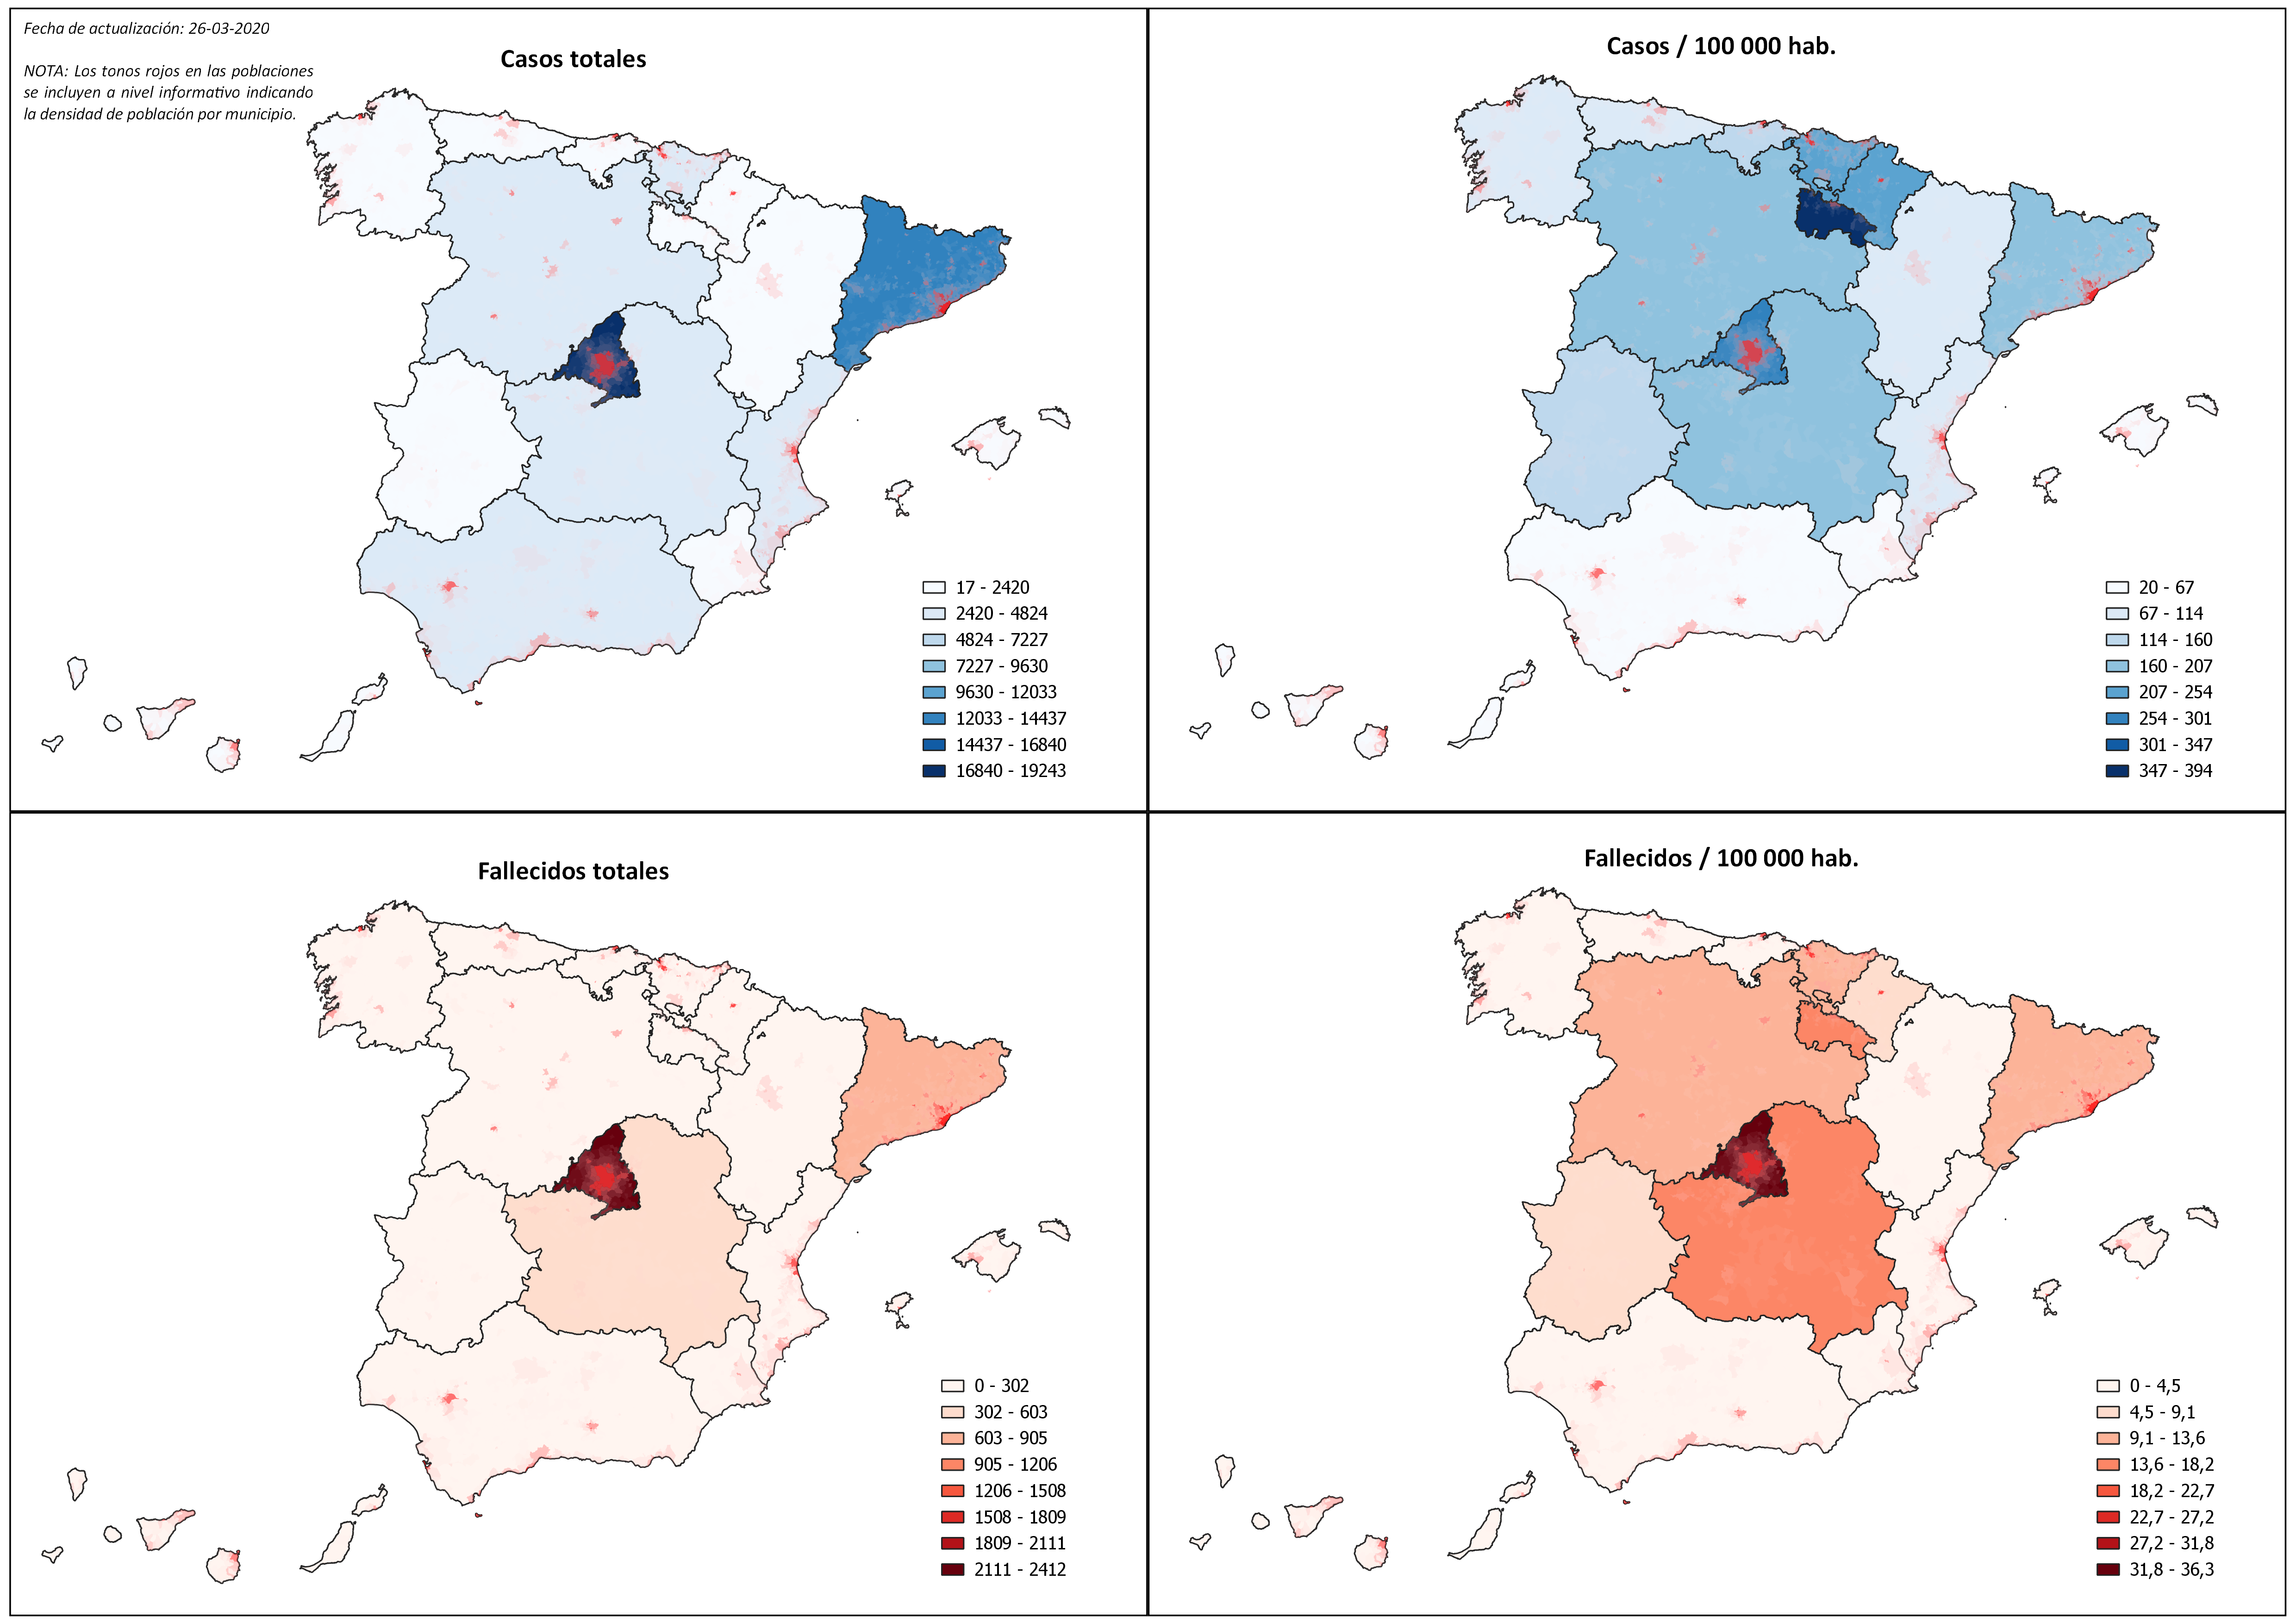 Fecha de actualización: 26-03-2020
NOTA: Los tonos rojos en las poblaciones
se incluyen a nivel informativo indicando
la densidad de población por municipio.
Casos totales
17 - 2420
2420 - 4824
4824 - 7227
7227 - 9630
9630 - 12033
12033 - 14437
14437 - 16840
16840 - 19243
Casos / 100 000 hab.
20 - 67
67 - 114
114 - 160
160 - 207
207 - 254
254 - 301
301 - 347
347 - 394
Fallecidos totales
0 - 302
302 - 603
603 - 905
905 - 1206
1206 - 1508
1508 - 1809
1809 - 2111
2111 - 2412
Fallecidos / 100 000 hab.
0 - 4,5
4,5 - 9,1
9,1 - 13,6
13,6 - 18,2
18,2 - 22,7
22,7 - 27,2
27,2 - 31,8
31,8 - 36,3